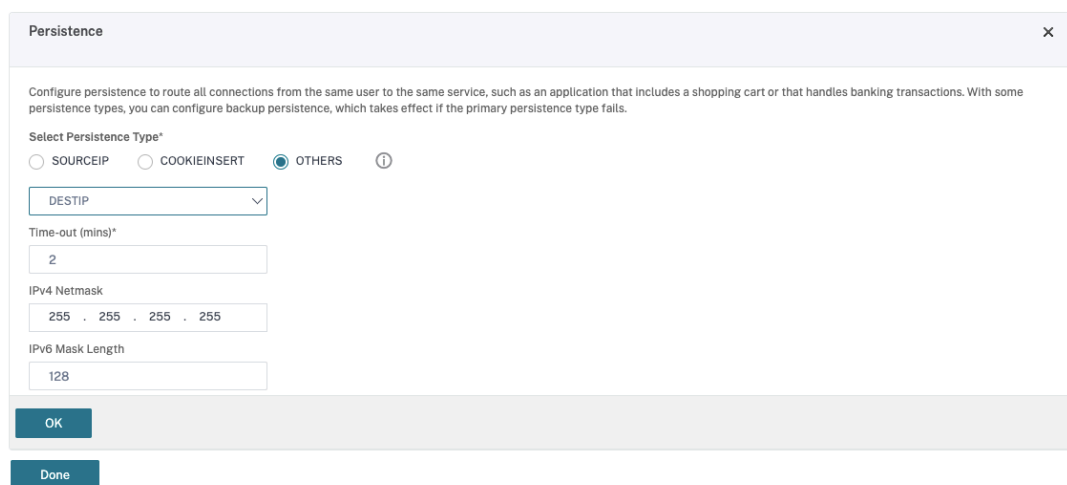 Persistence
Configure persistence to route all connections from the same user to the same service, such as an application that includes a shopping cart or that handles banking transactions. With some
persistence types, you can configure backup persistence, which takes effect if the primary persistence type fails.
Select Persistence Type*
SOURCEIP COOKIEINSERT OTHERS
DESTIP
Time-out (mins)*
2
IPv4 Netmask
255 . 255 . 255 . 255
IPv6 Mask Length
128
OK
Done